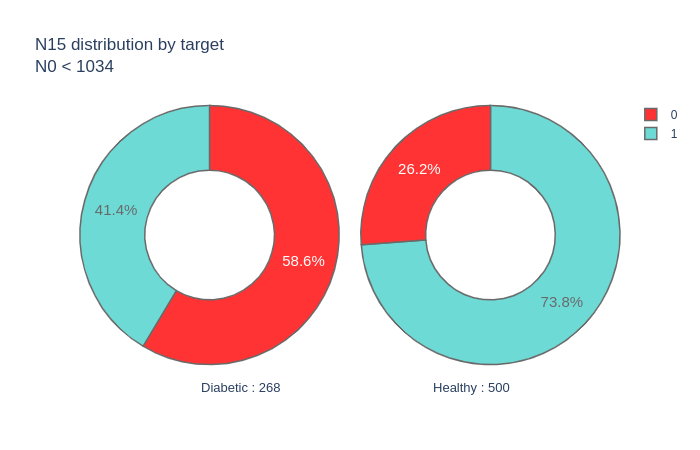 N15 distribution by target
N0 < 1034
0
1
26.2%
41.4%
58.6%
73.8%
Diabetic : 268
Healthy : 500